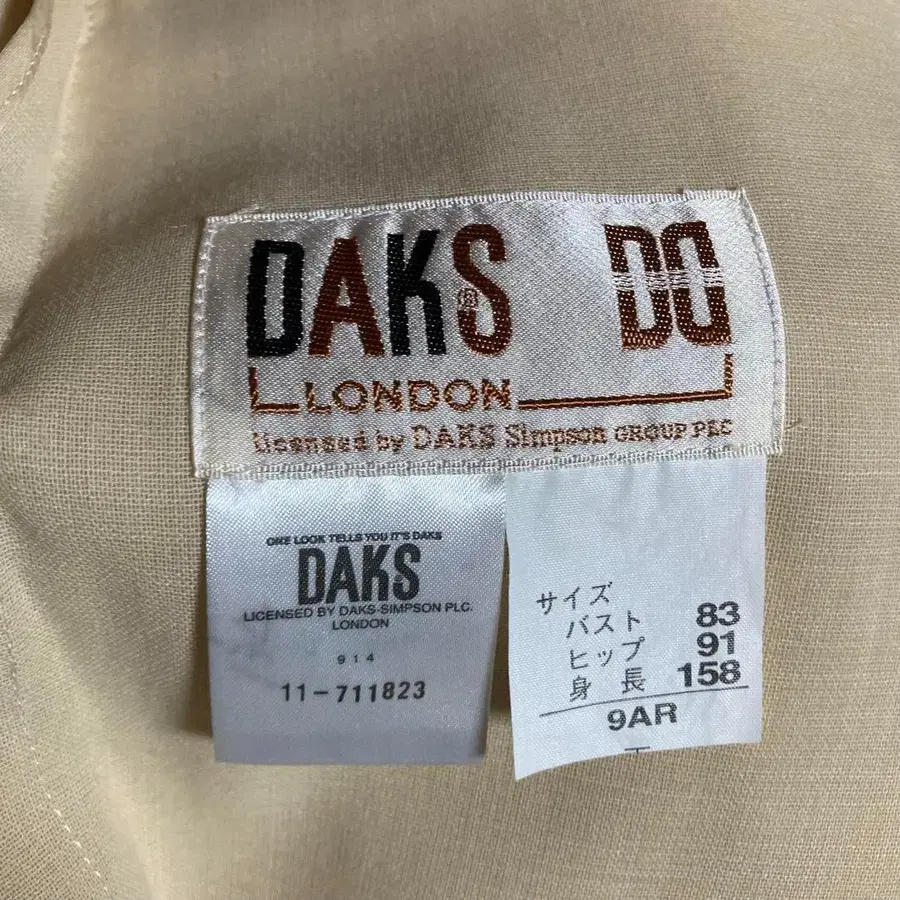 DAKS® DD
LONDON
Licensed by DAKS Simpson GROUP PLC
ONE LOOK TELLS YOU IT'S DAKS
DAKS
LICENSED BY DAKS-SIMPSON PLC.
LONDON
914
11-711823
サイズ
バスト 83
ヒップ 91
身長 158
9AR